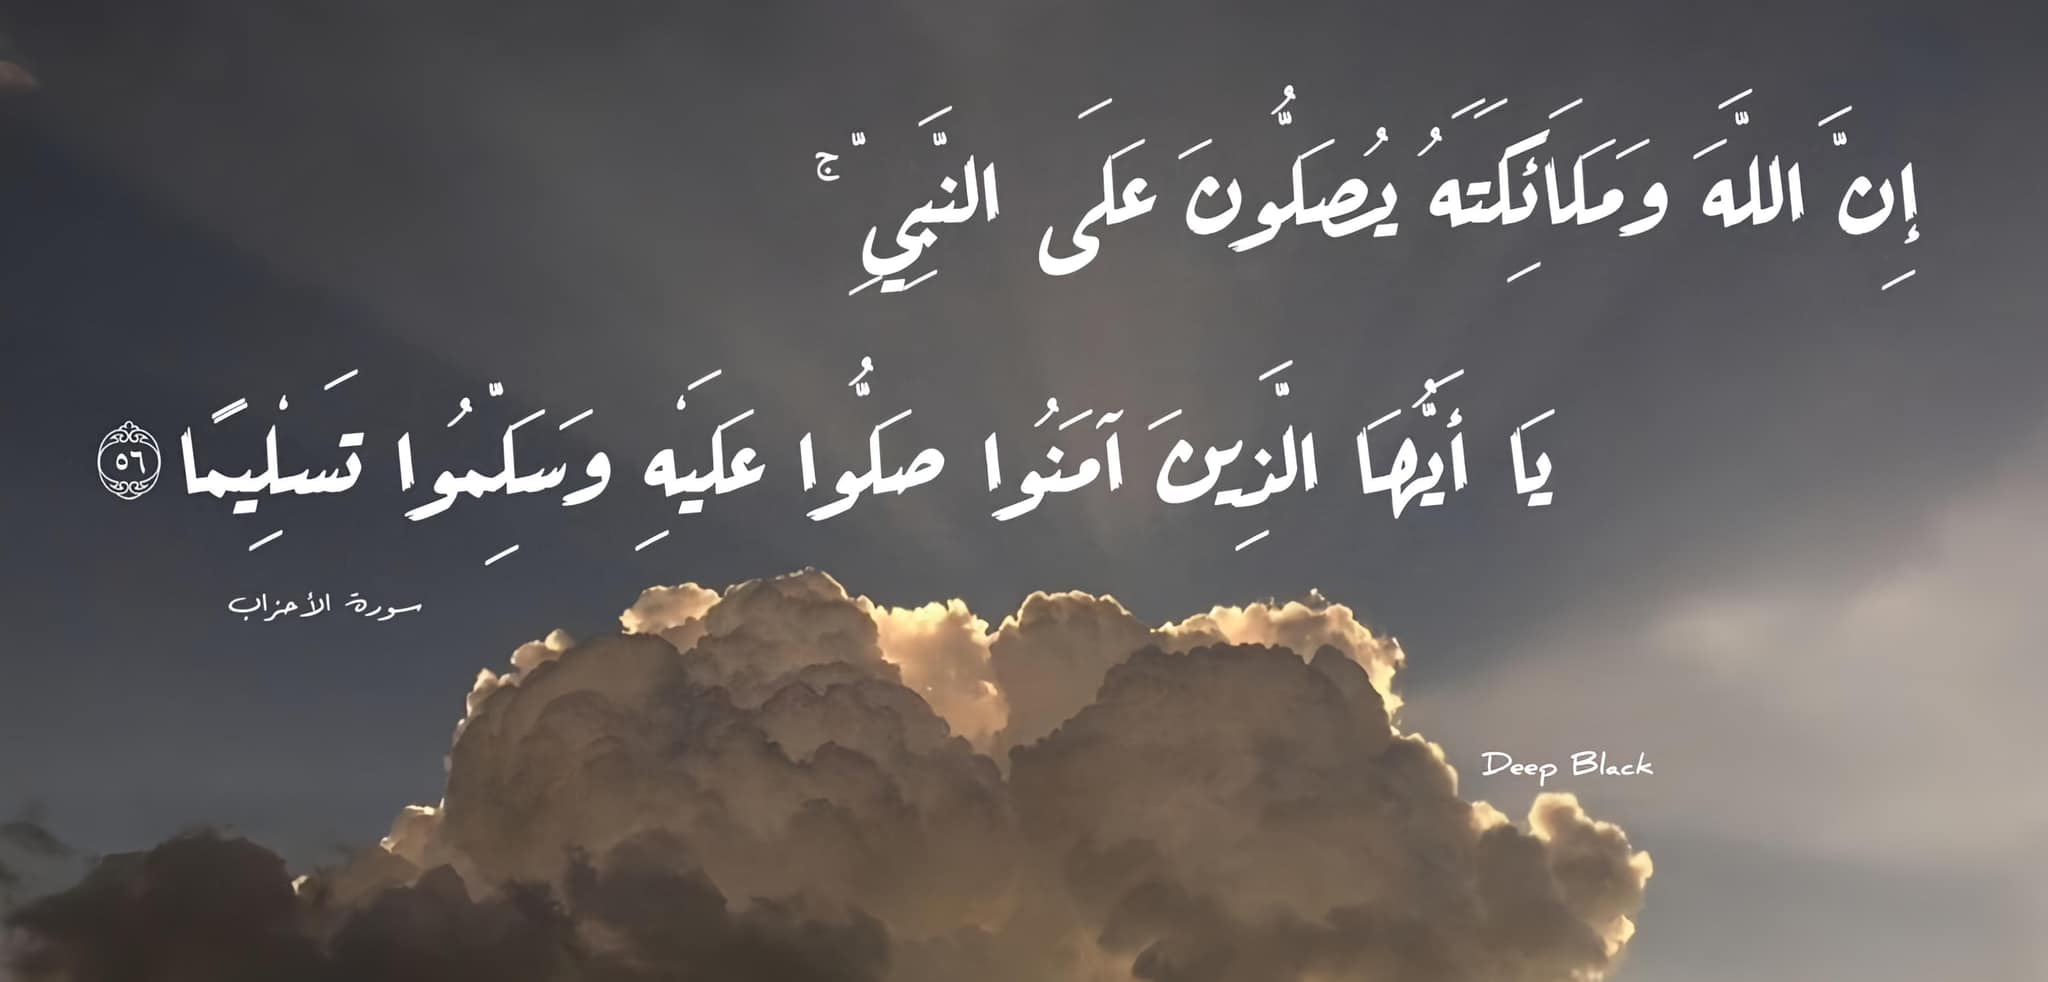 إِنَّ اللَّهَ وَمَلَائِكَتَهُ يُصَلُّونَ عَلَى النَّبِيِّ ۚ
يَا أَيُّهَا الَّذِينَ آمَنُوا صَلُّوا عَلَيْهِ وَسَلِّمُوا تَسْلِيمًا ٥٦
سورة الأحزاب
Deep Black